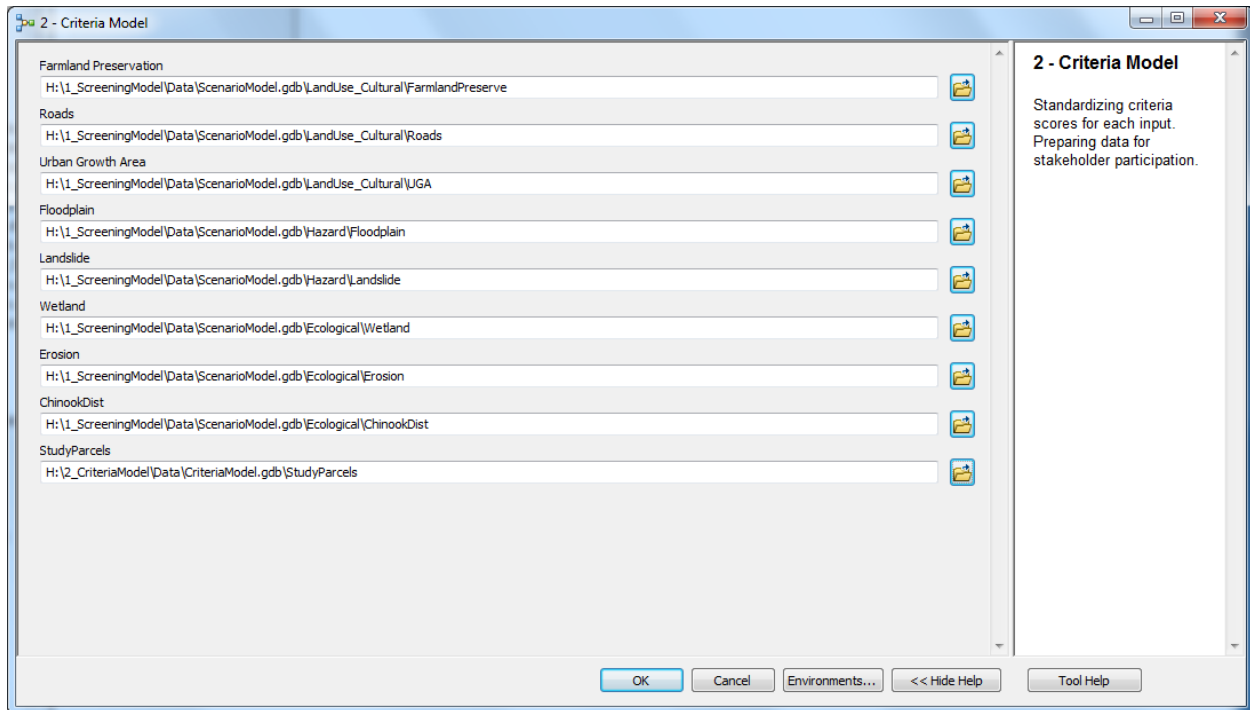 2 - Criteria Model
Farmland Preservation
H:\1_ScreeningModel\Data\ScenarioModel.gdb\LandUse_Cultural\FarmlandPreserve
Roads
H:\1_ScreeningModel\Data\ScenarioModel.gdb\LandUse_Cultural\Roads
Urban Growth Area
H:\1_ScreeningModel\Data\ScenarioModel.gdb\LandUse_Cultural\UGA
Floodplain
H:\1_ScreeningModel\Data\ScenarioModel.gdb\Hazard\Floodplain
Landslide
H:\1_ScreeningModel\Data\ScenarioModel.gdb\Hazard\Landslide
Wetland
H:\1_ScreeningModel\Data\ScenarioModel.gdb\Ecological\Wetland
Erosion
H:\1_ScreeningModel\Data\ScenarioModel.gdb\Ecological\Erosion
ChinookDist
H:\1_ScreeningModel\Data\ScenarioModel.gdb\Ecological\ChinookDist
StudyParcels
H:\2_CriteriaModel\Data\CriteriaModel.gdb\StudyParcels
2 - Criteria Model
Standardizing criteria
scores for each input.
Preparing data for
stakeholder participation.
OK
Cancel
Environments...
<< Hide Help
Tool Help